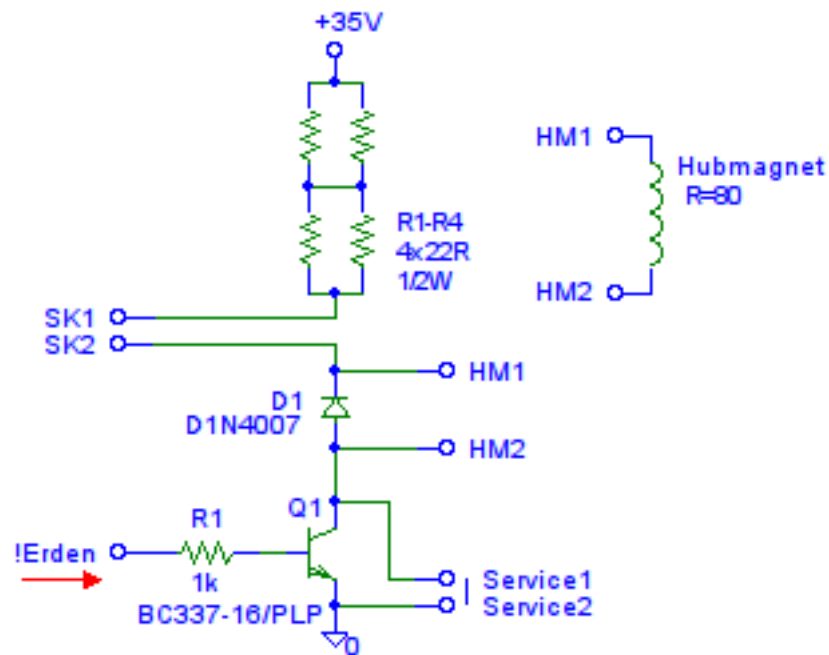 +35V
HM1
Hubmagnet
R=80
R1-R4
4x22R
1/2W
HM2
SK1
SK2
HM1
D1
D1N4007
HM2
Q1
R1
!Erden
1k
Service1
BC337-16/PLP
Service2
0